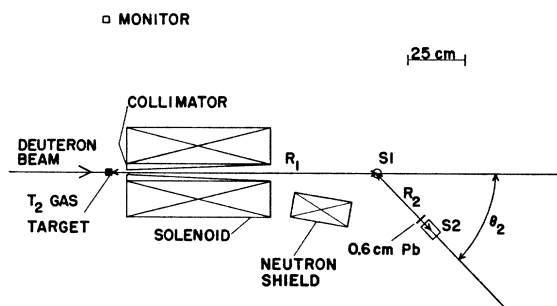 MONITOR
25 cm
COLLIMATOR
DEUTERON
BEAM
R1
S1
T2 GAS
TARGET
R2
S2
θ2
SOLENOID
0.6 cm Pb
NEUTRON
SHIELD